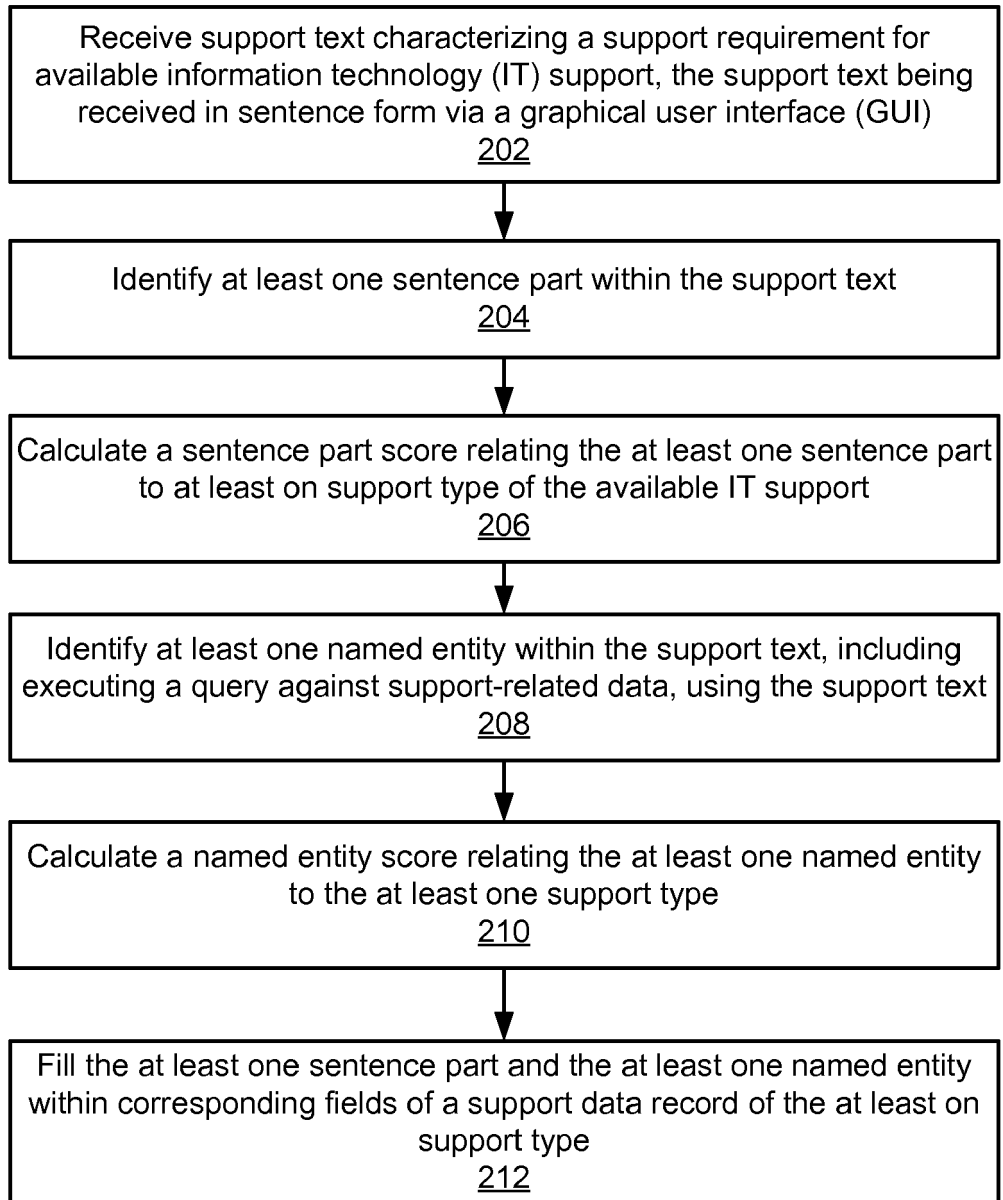 Receive support text characterizing a support requirement for
available information technology (IT) support, the support text being
received in sentence form via a graphical user interface (GUI)
202
Identify at least one sentence part within the support text
204
Calculate a sentence part score relating the at least one sentence part
to at least on support type of the available IT support
206
Identify at least one named entity within the support text, including
executing a query against support-related data, using the support text
208
Calculate a named entity score relating the at least one named entity
to the at least one support type
210
Fill the at least one sentence part and the at least one named entity
within corresponding fields of a support data record of the at least on
support type
212